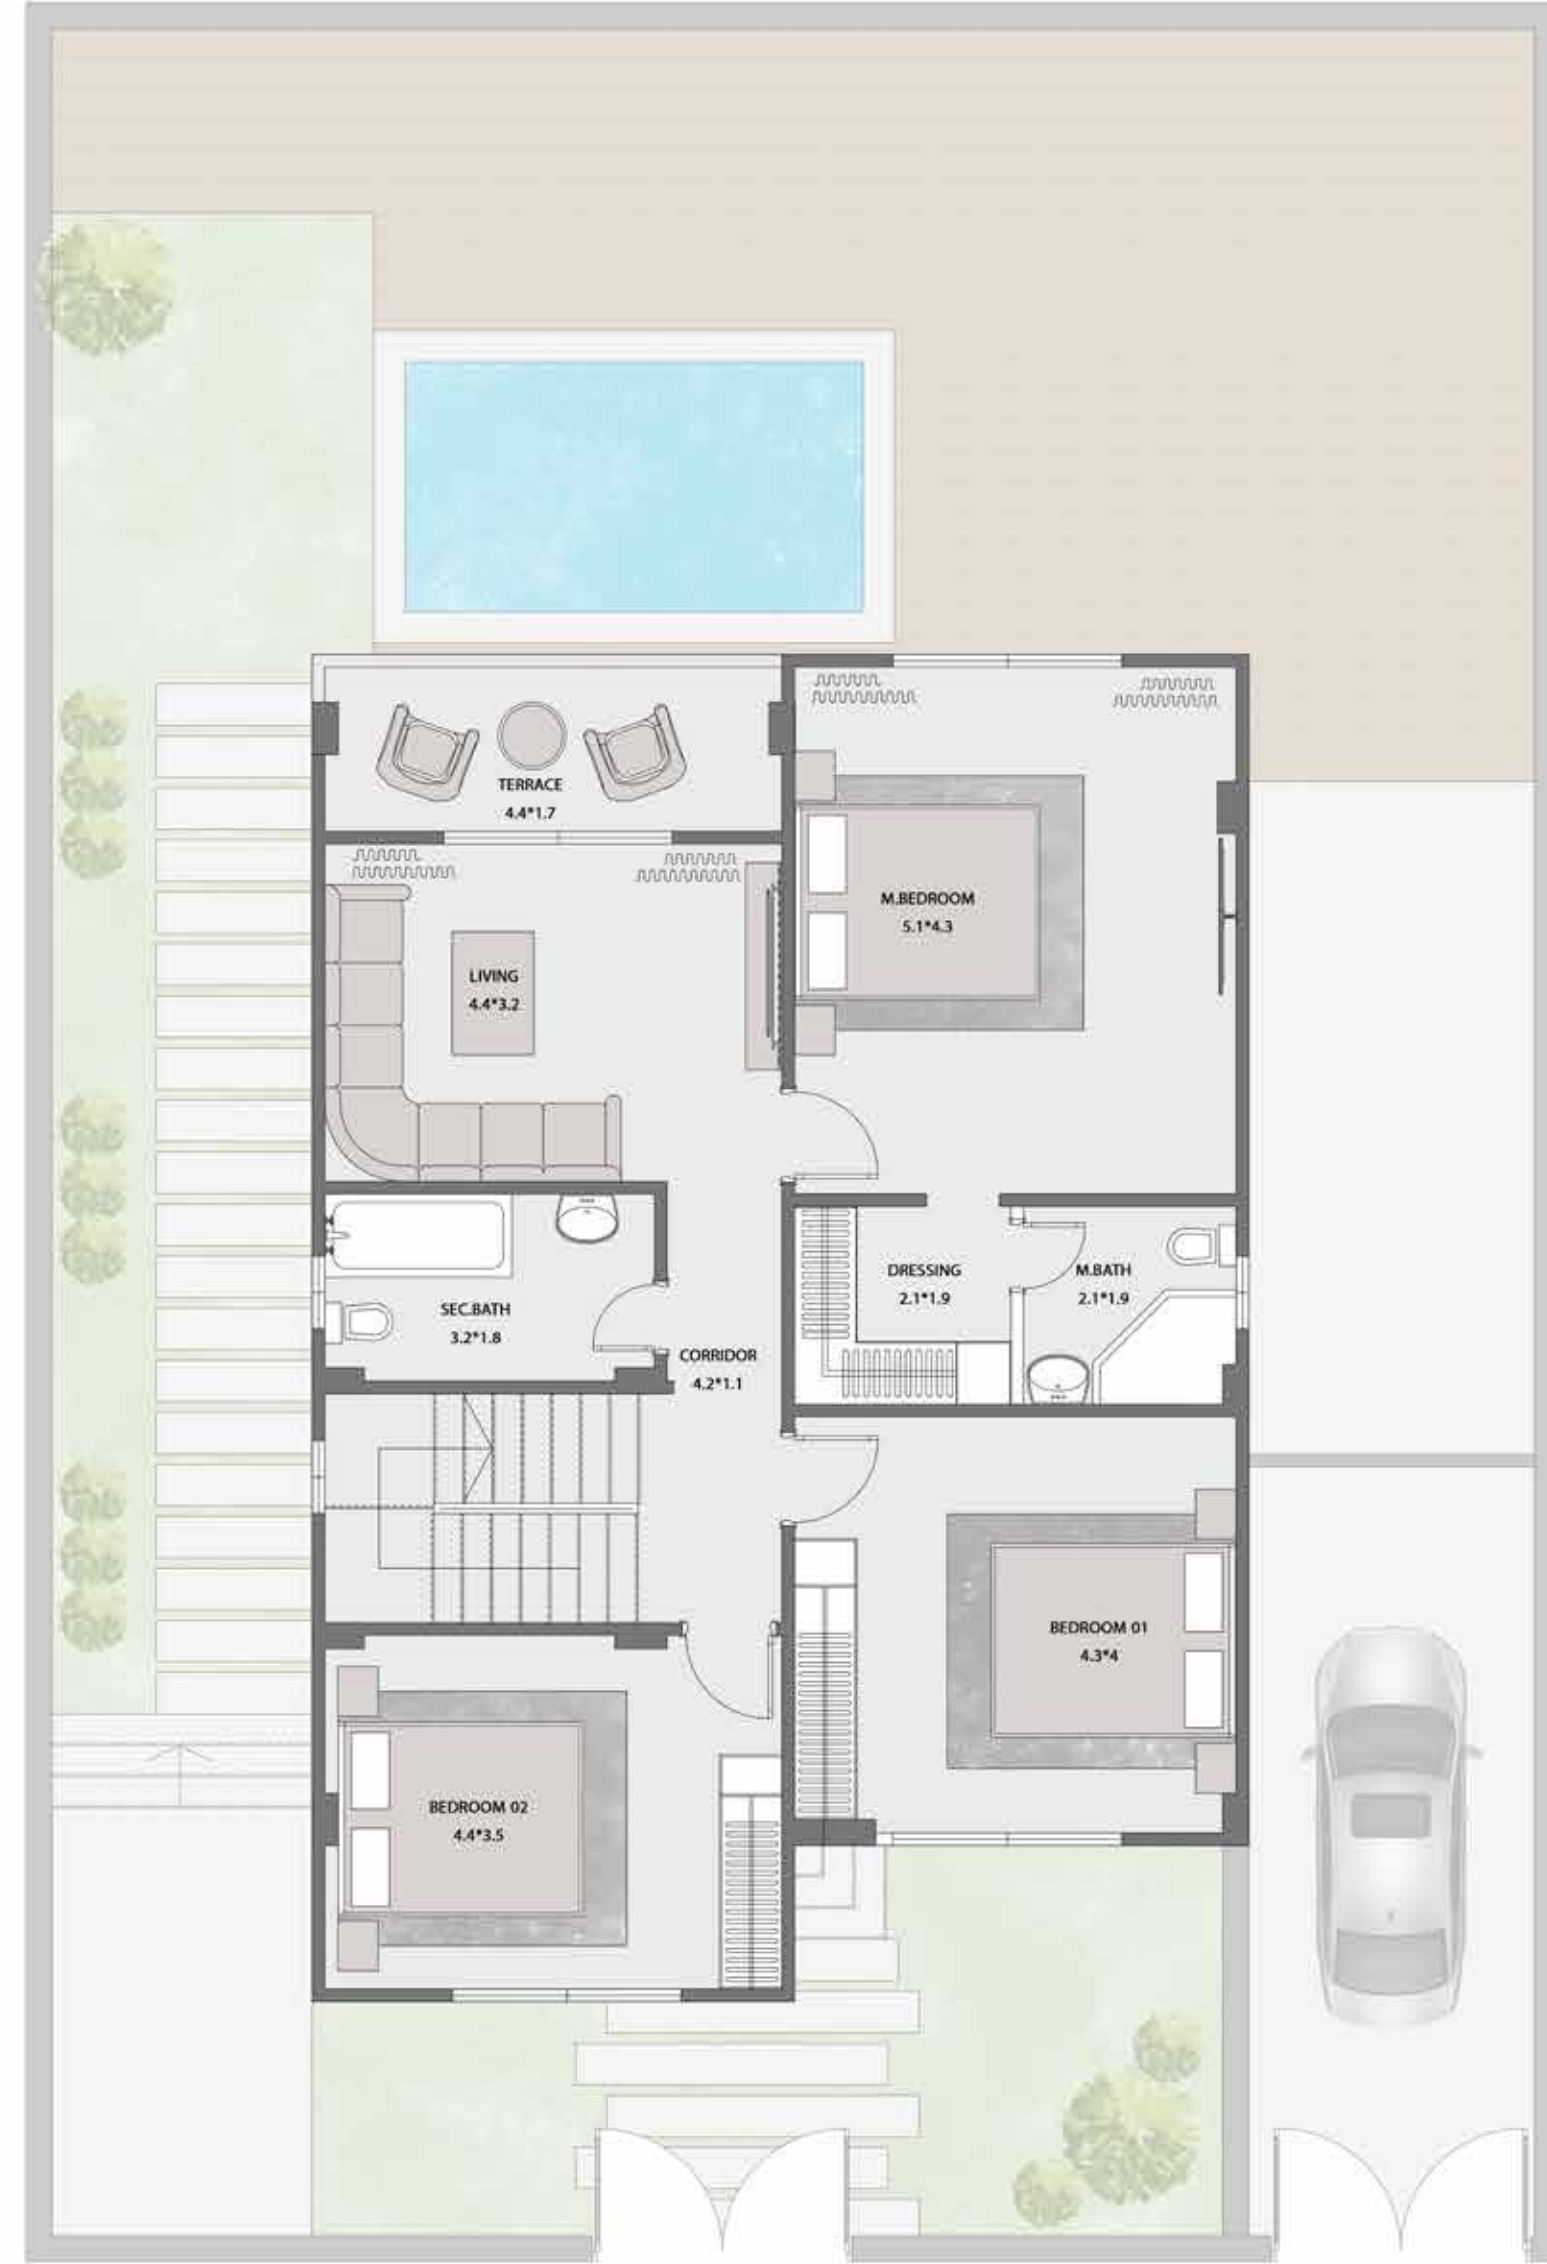 TERRACE
4.4*1.7
M.BEDROOM
5.1*4.3
LIVING
4.4*3.2
DRESSING
2.1*1.9
M.BATH
2.1*1.9
SEC.BATH
3.2*1.8
CORRIDOR
4.2*1.1
BEDROOM 01
4.3*4
BEDROOM 02
4.4*3.5